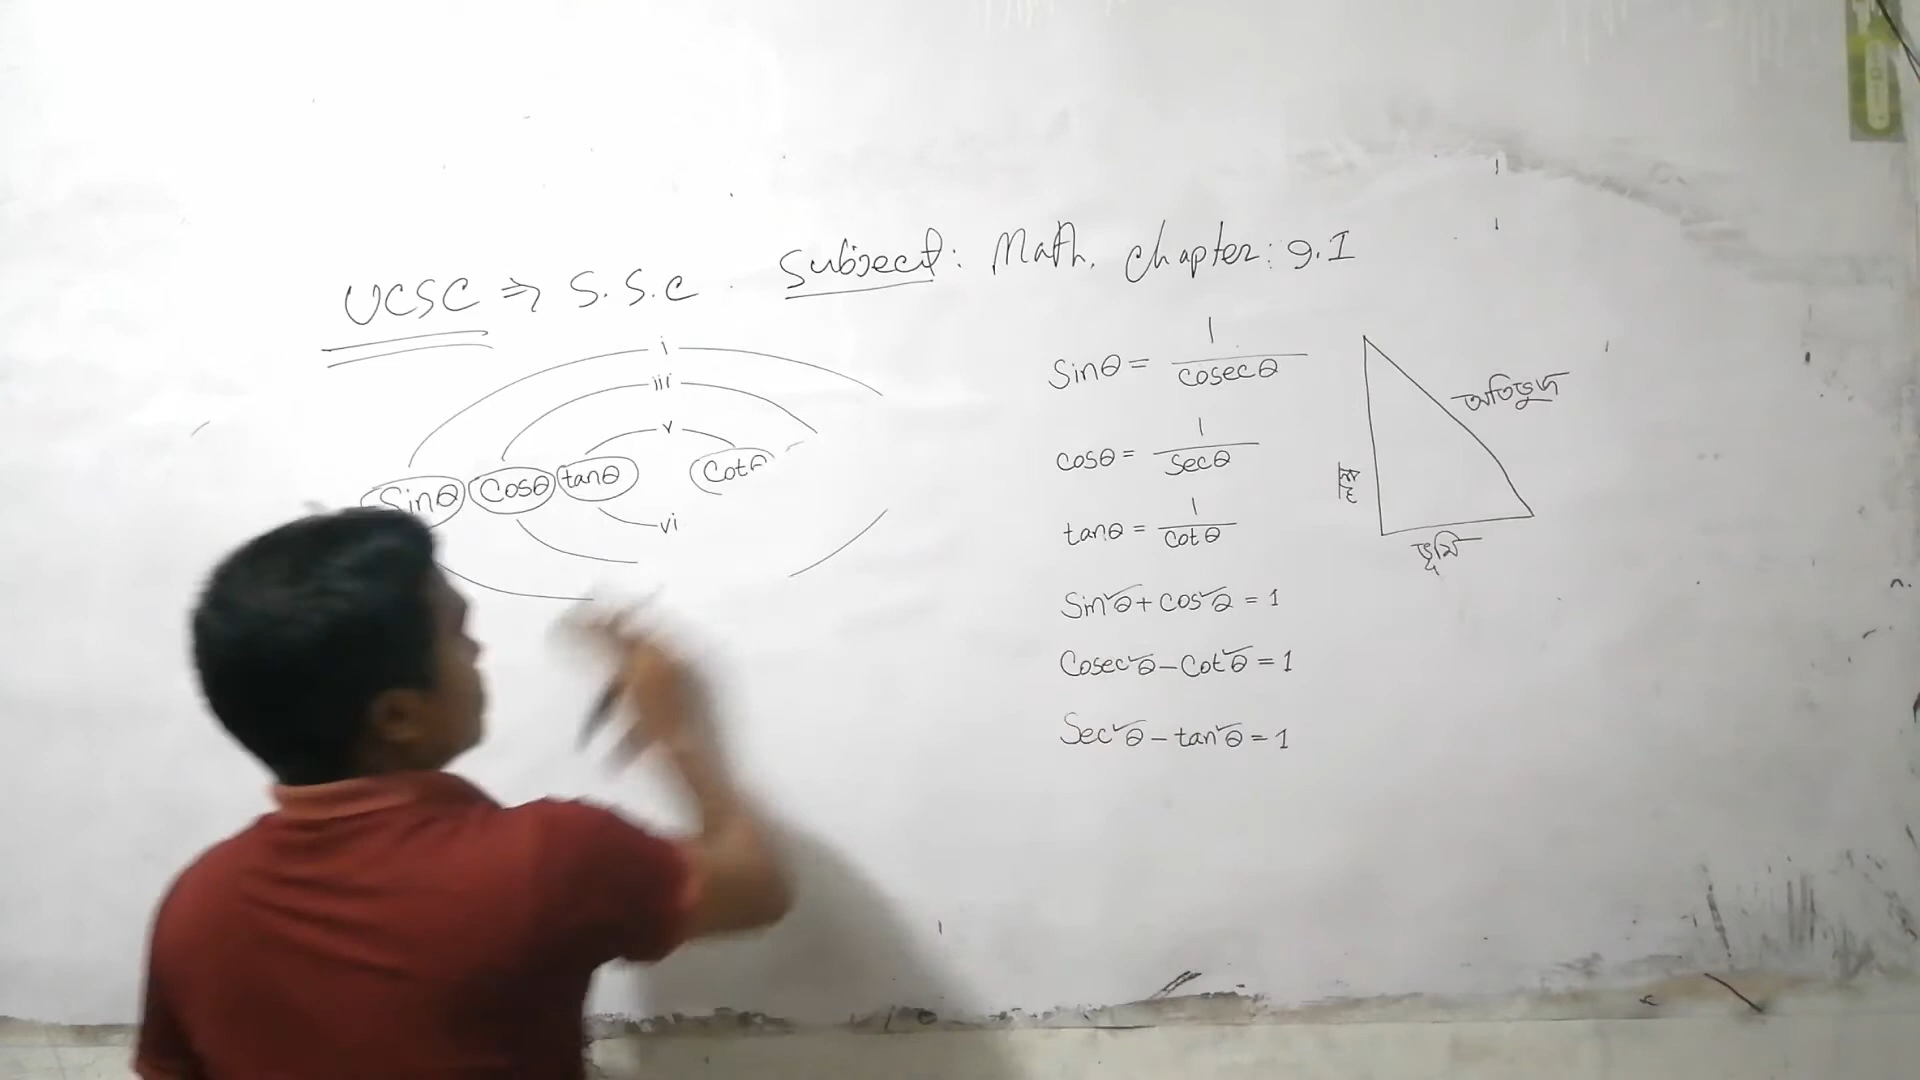 UCSC ⇒ S.S.C. Subject: Math, Chapter: 9.1
i
iii
v
Sinθ Cosθ tanθ Cotθ
vi
Sinθ = 1/cosecθ
cosθ = 1/Secθ
tanθ = 1/Cotθ
Sin²θ + cos²θ = 1
Cosec²θ − Cot²θ = 1
Sec²θ − tan²θ = 1
অতিভুজ
লম্ব
ভূমি